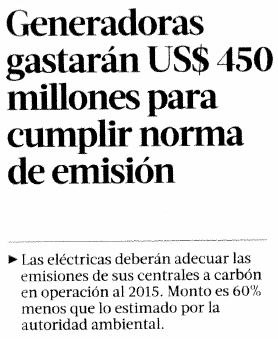 Generadoras
gastarán US$ 450
millones para
cumplir norma
de emisión
▶ Las eléctricas deberán adecuar las
emisiones de sus centrales a carbón
en operación al 2015. Monto es 60%
menos que lo estimado por la
autoridad ambiental.